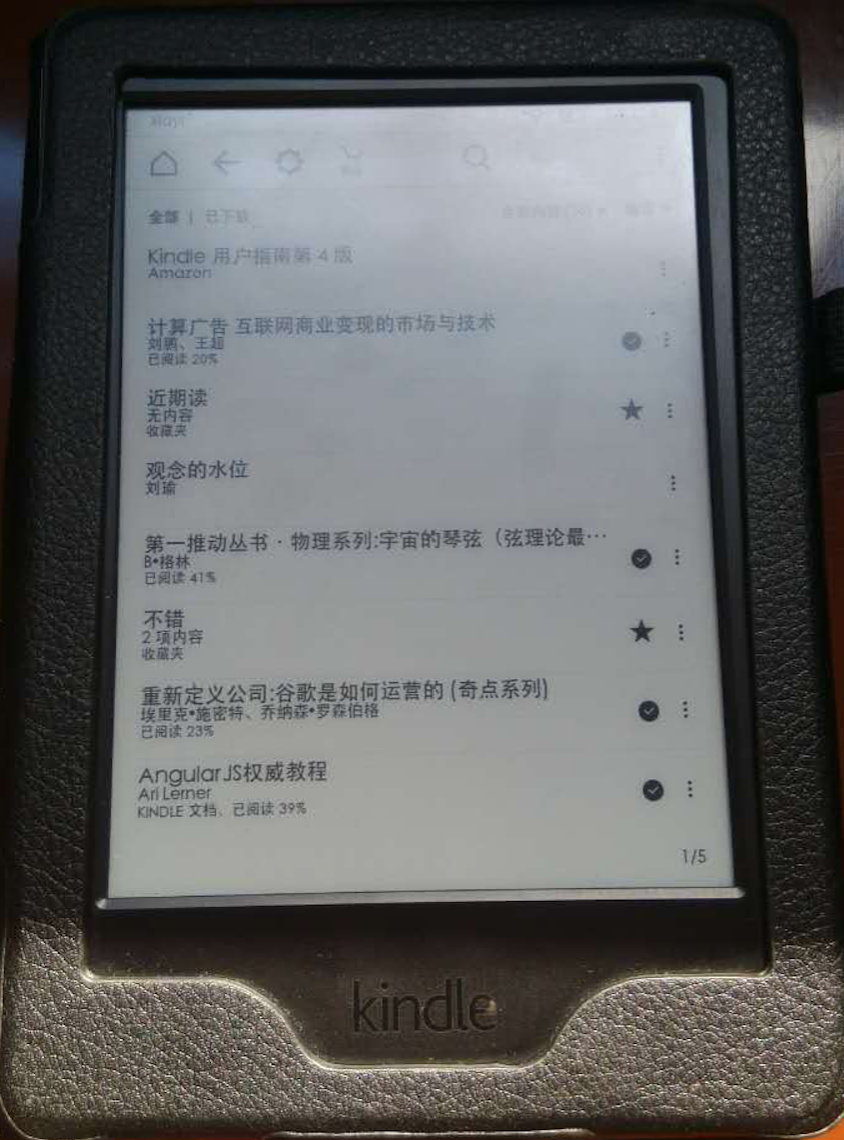 全部 | 已下载
Kindle 用户指南第 4 版
Amazon
计算广告 互联网商业变现的市场与技术
刘鹏、王超
已阅读 20%
近期读
无内容
收藏夹
观念的水位
刘瑜
第一推动丛书 · 物理系列:宇宙的琴弦（弦理论最…
B•格林
已阅读 41%
不错
2 项内容
收藏夹
重新定义公司:谷歌是如何运营的 (奇点系列)
埃里克•施密特、乔纳森•罗森伯格
已阅读 23%
AngularJS权威教程
Ari Lerner
KINDLE 文档、已阅读 39%
1/5
kindle